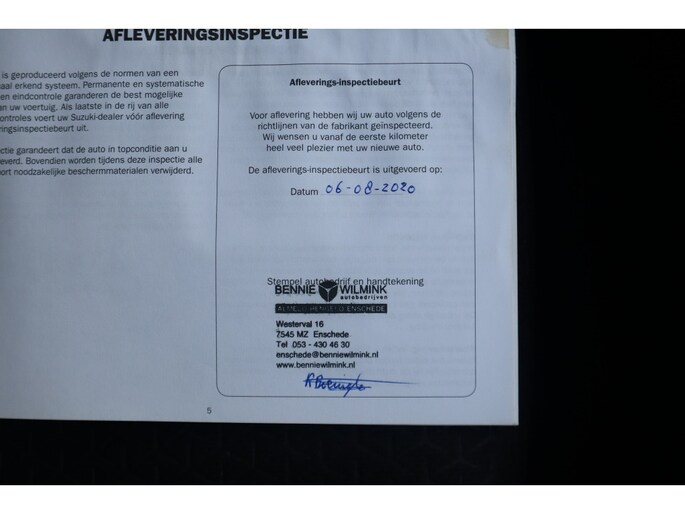 AFLEVERINGSINSPECTIE
is geproduceerd volgens de normen van een
aal erkend systeem. Permanente en systematische
en eindcontrole garanderen de best mogelijke
an uw voertuig. Als laatste in de rij van alle
ontroles voert uw Suzuki-dealer vóór aflevering
ringsinspectiebeurt uit.
ctie garandeert dat de auto in topconditie aan u
everd. Bovendien worden tijdens deze inspectie alle
ort noodzakelijke beschermmaterialen verwijderd.
Afleverings-inspectiebeurt
Voor aflevering hebben wij uw auto volgens de
richtlijnen van de fabrikant geïnspecteerd.
Wij wensen u vanaf de eerste kilometer
heel veel plezier met uw nieuwe auto.
De afleverings-inspectiebeurt is uitgevoerd op:
Datum 06-08-2020
Stempel autobedrijf en handtekening
BENNIE WILMINK
autobedrijven
ALMELO HENGELO ENSCHEDE
Westerval 16
7545 MZ Enschede
Tel 053 - 430 46 30
enschede@benniewilmink.nl
www.benniewilmink.nl
5